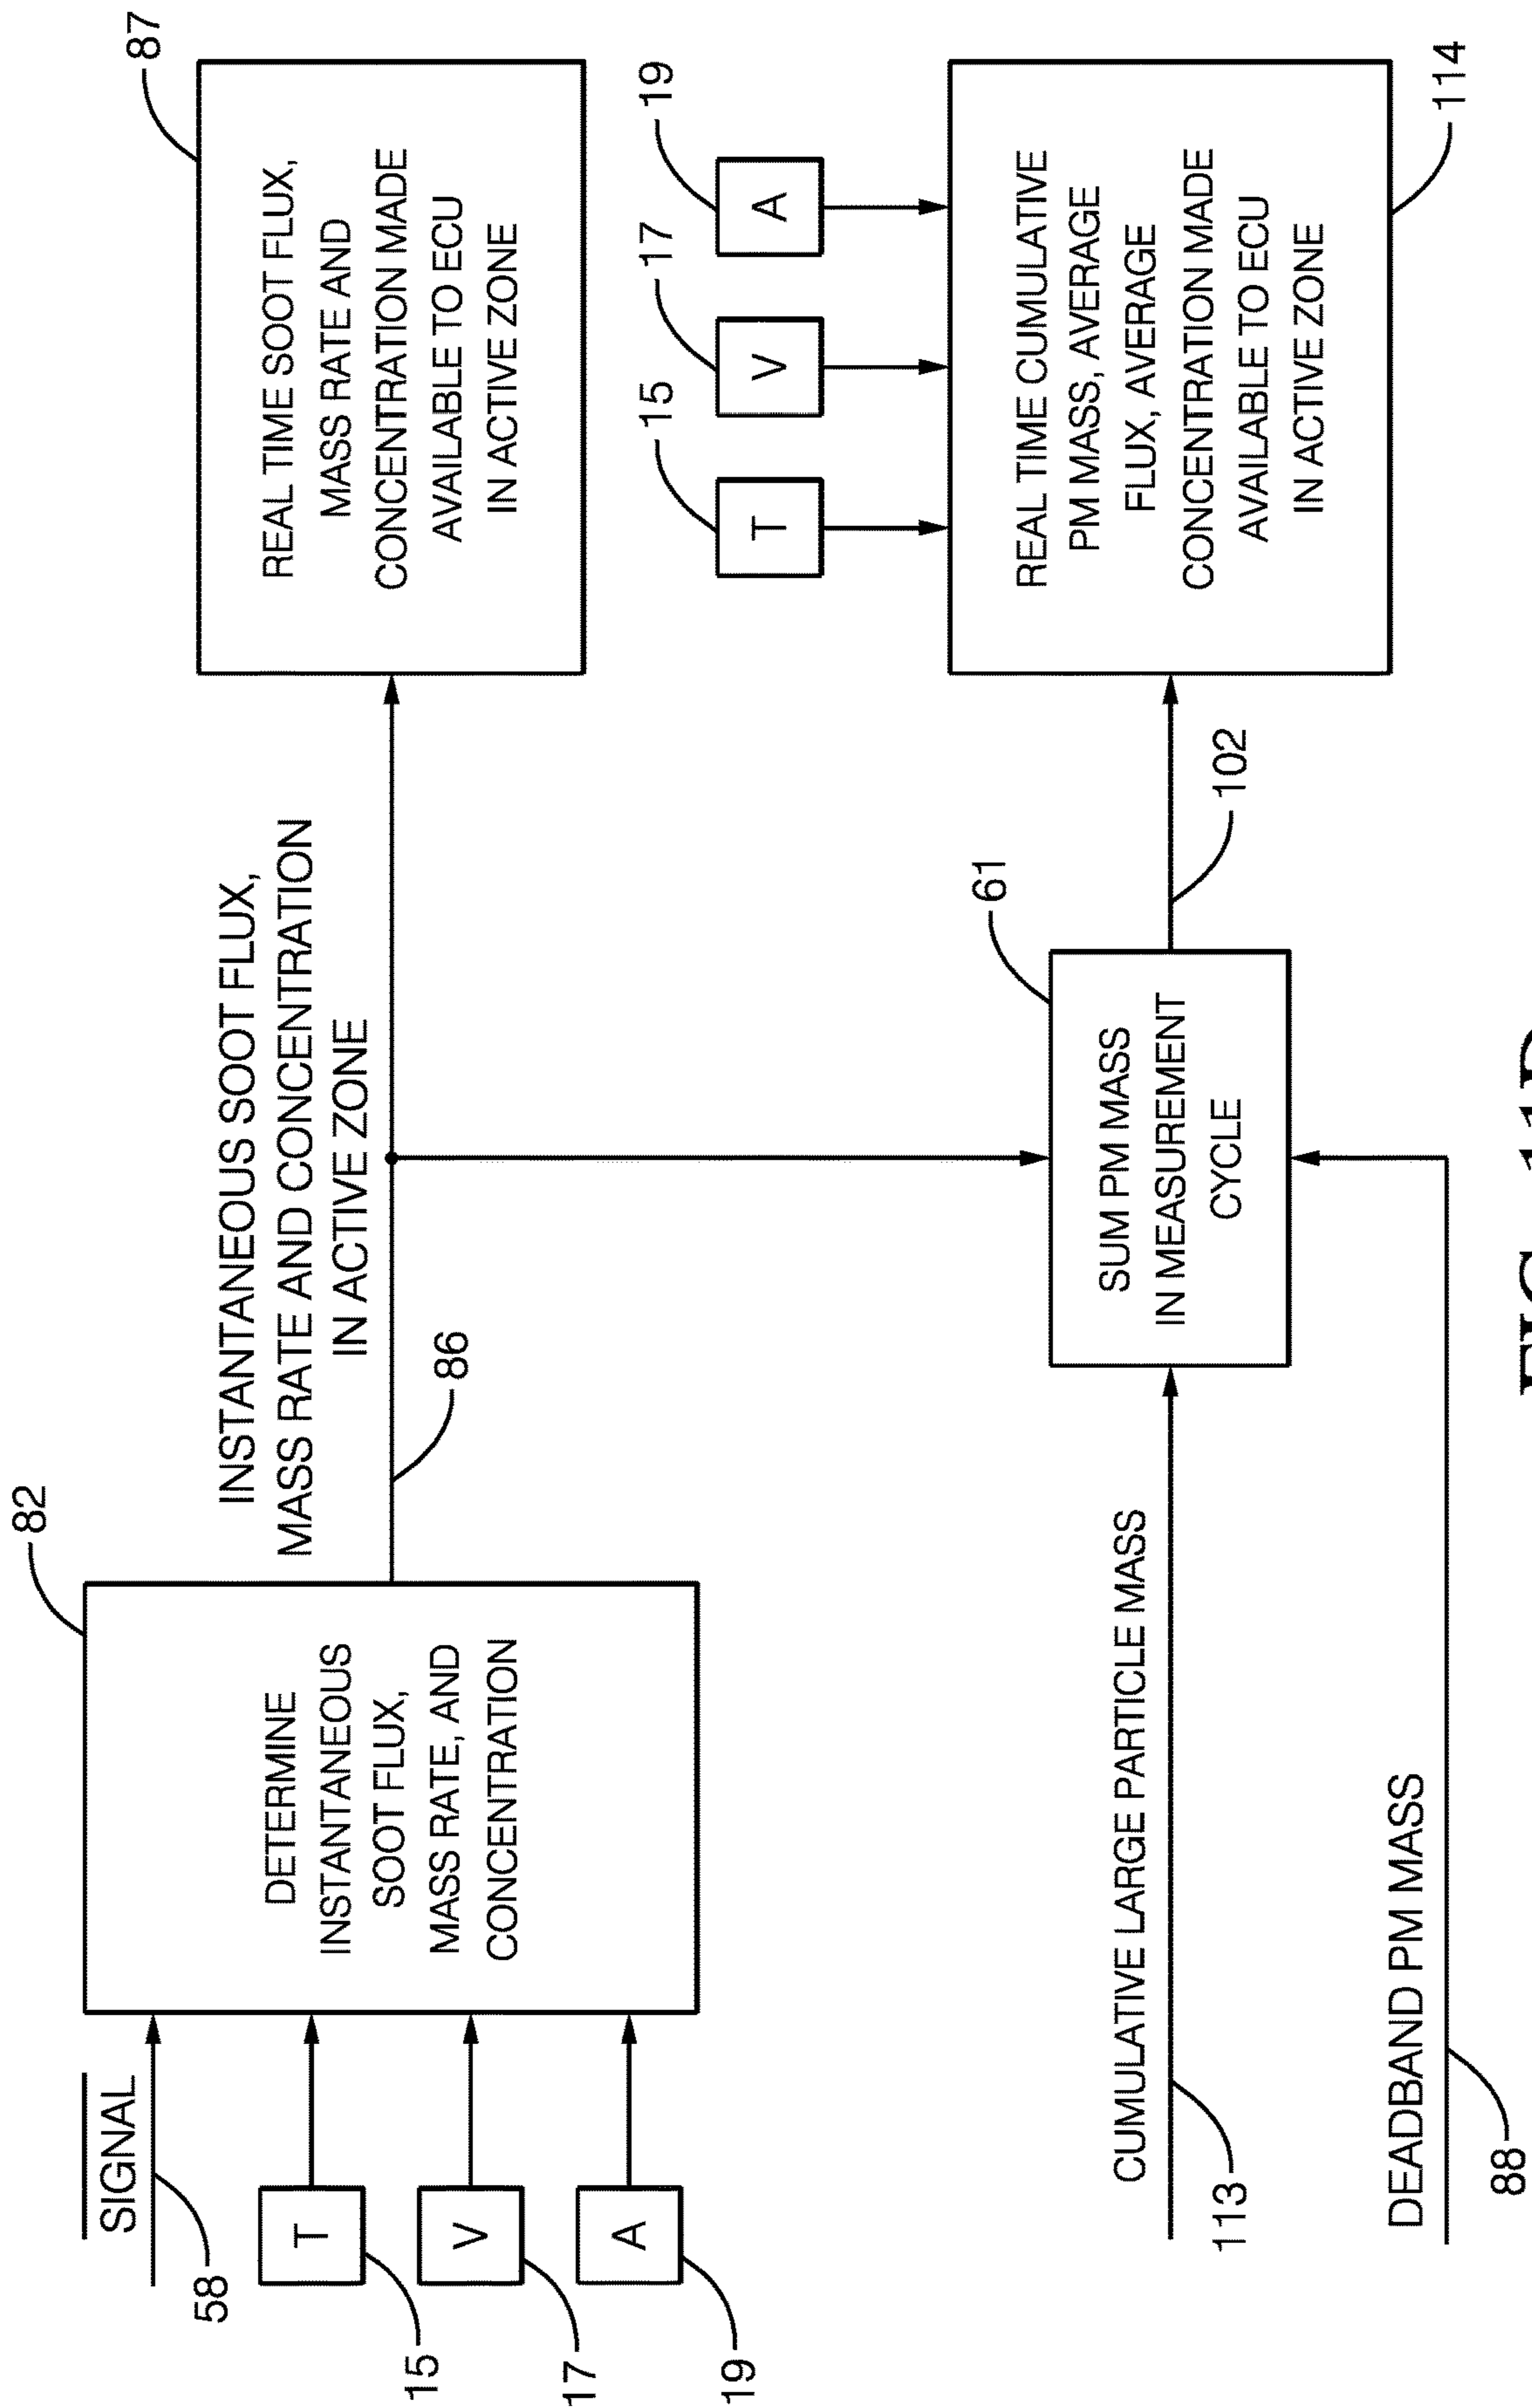 82
87
SIGNAL
58
T
15
V
17
A
19
DETERMINE
INSTANTANEOUS
SOOT FLUX,
MASS RATE, AND
CONCENTRATION
INSTANTANEOUS SOOT FLUX,
MASS RATE AND CONCENTRATION
IN ACTIVE ZONE
86
REAL TIME SOOT FLUX,
MASS RATE AND
CONCENTRATION MADE
AVAILABLE TO ECU
IN ACTIVE ZONE
15
17
19
T
V
A
CUMULATIVE LARGE PARTICLE MASS
113
DEADBAND PM MASS
88
61
SUM PM MASS
IN MEASUREMENT
CYCLE
102
REAL TIME CUMULATIVE
PM MASS, AVERAGE
FLUX, AVERAGE
CONCENTRATION MADE
AVAILABLE TO ECU
IN ACTIVE ZONE
114
FIG.